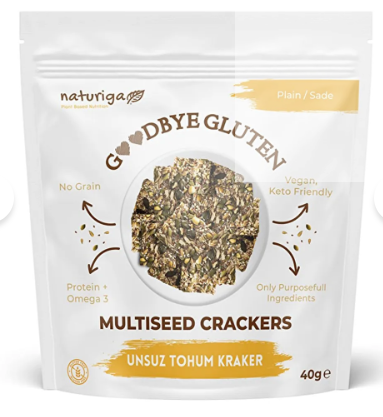 naturiga
Plant Based Nutrition
Plain / Sade
GOODBYE GLUTEN
No Grain
Vegan,
Keto Friendly
Protein +
Omega 3
Only Purposefull
Ingredients
MULTISEED CRACKERS
UNSUZ TOHUM KRAKER
40g℮